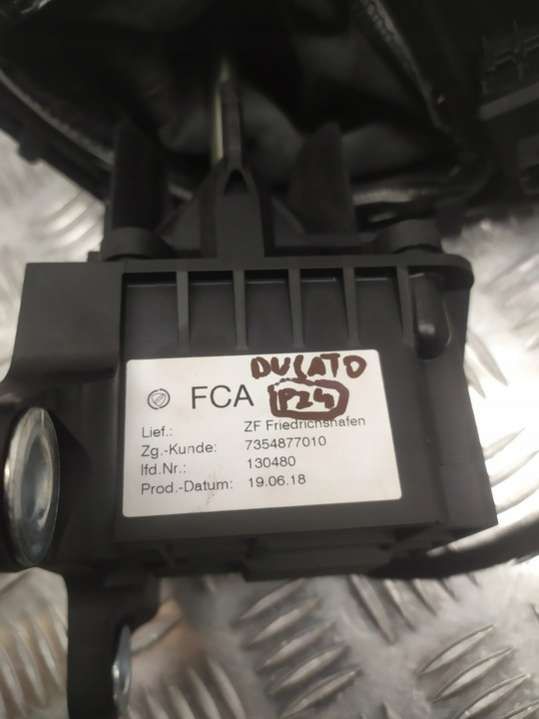 DUCATO
FCA P24
Lief.: ZF Friedrichshafen
Zg.-Kunde: 7354877010
lfd.Nr.: 130480
Prod.-Datum: 19.06.18